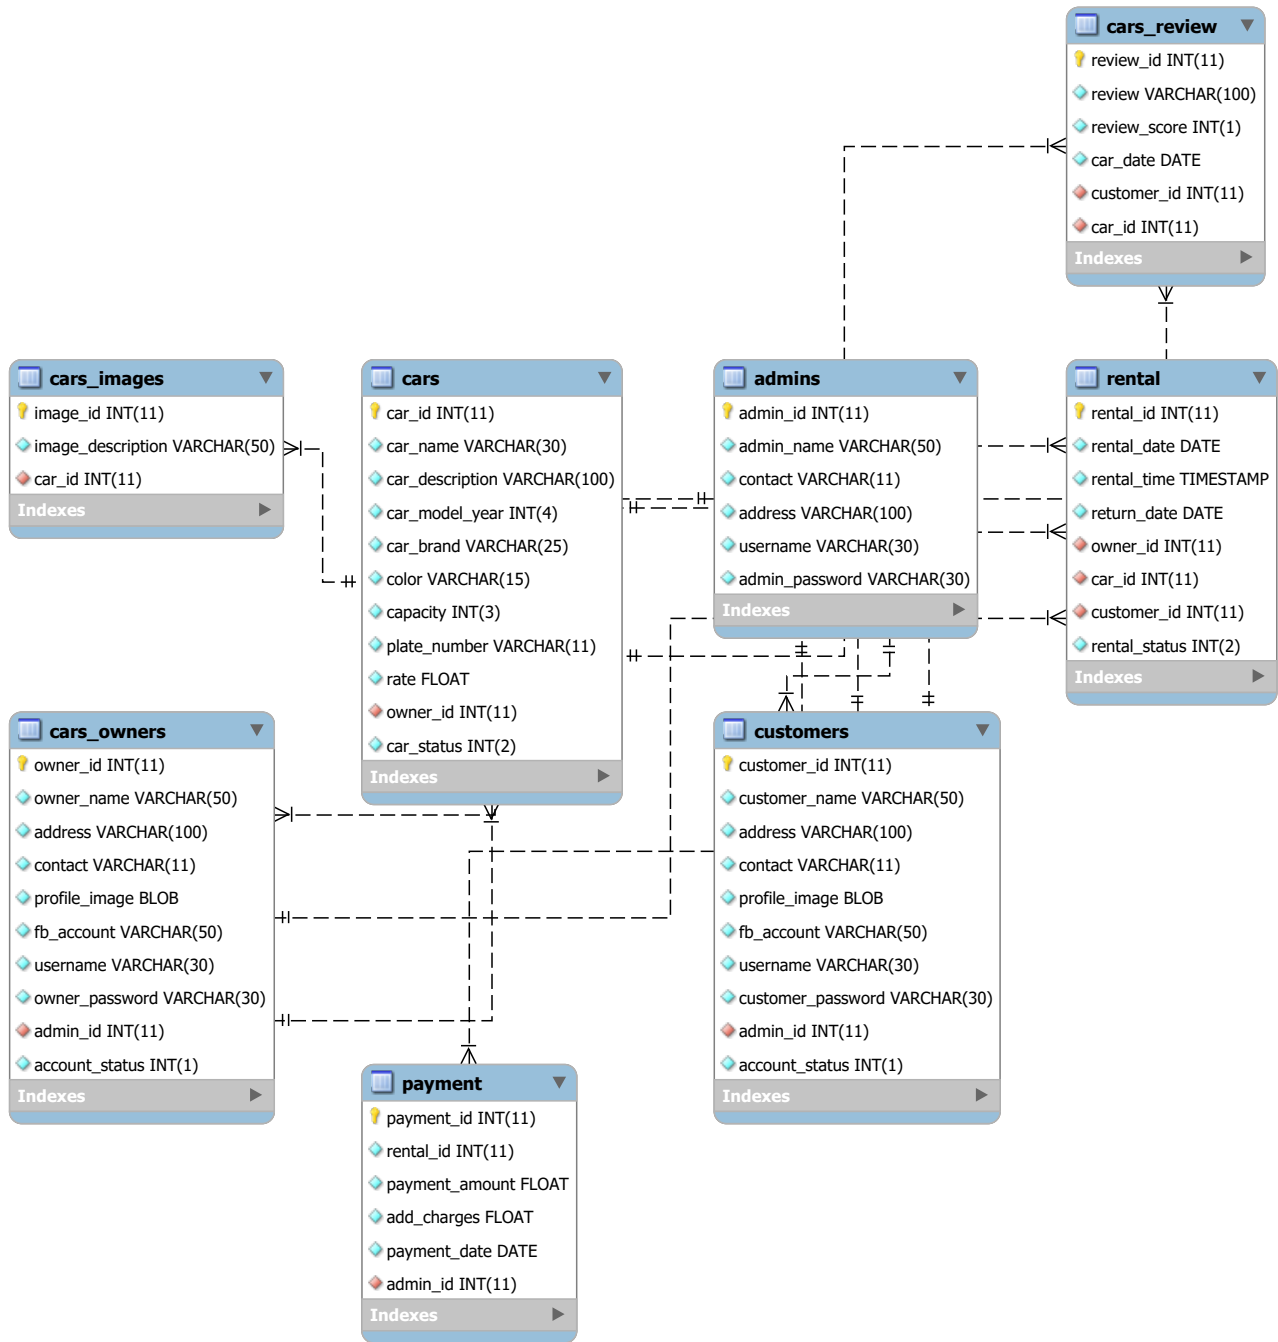 cars_review
review_id INT(11)
review VARCHAR(100)
review_score INT(1)
car_date DATE
customer_id INT(11)
car_id INT(11)
Indexes
cars_images
image_id INT(11)
image_description VARCHAR(50)
car_id INT(11)
Indexes
cars
car_id INT(11)
car_name VARCHAR(30)
car_description VARCHAR(100)
car_model_year INT(4)
car_brand VARCHAR(25)
color VARCHAR(15)
capacity INT(3)
plate_number VARCHAR(11)
rate FLOAT
owner_id INT(11)
car_status INT(2)
Indexes
admins
admin_id INT(11)
admin_name VARCHAR(50)
contact VARCHAR(11)
address VARCHAR(100)
username VARCHAR(30)
admin_password VARCHAR(30)
Indexes
rental
rental_id INT(11)
rental_date DATE
rental_time TIMESTAMP
return_date DATE
owner_id INT(11)
car_id INT(11)
customer_id INT(11)
rental_status INT(2)
Indexes
cars_owners
owner_id INT(11)
owner_name VARCHAR(50)
address VARCHAR(100)
contact VARCHAR(11)
profile_image BLOB
fb_account VARCHAR(50)
username VARCHAR(30)
owner_password VARCHAR(30)
admin_id INT(11)
account_status INT(1)
Indexes
customers
customer_id INT(11)
customer_name VARCHAR(50)
address VARCHAR(100)
contact VARCHAR(11)
profile_image BLOB
fb_account VARCHAR(50)
username VARCHAR(30)
customer_password VARCHAR(30)
admin_id INT(11)
account_status INT(1)
Indexes
payment
payment_id INT(11)
rental_id INT(11)
payment_amount FLOAT
add_charges FLOAT
payment_date DATE
admin_id INT(11)
Indexes